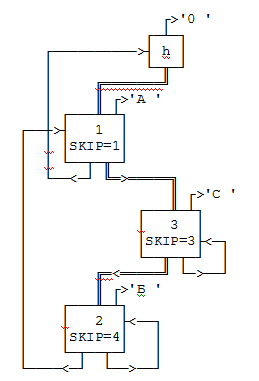 '0 '
h
'A '
1
SKIP=1
'C '
3
SKIP=3
'B '
2
SKIP=4